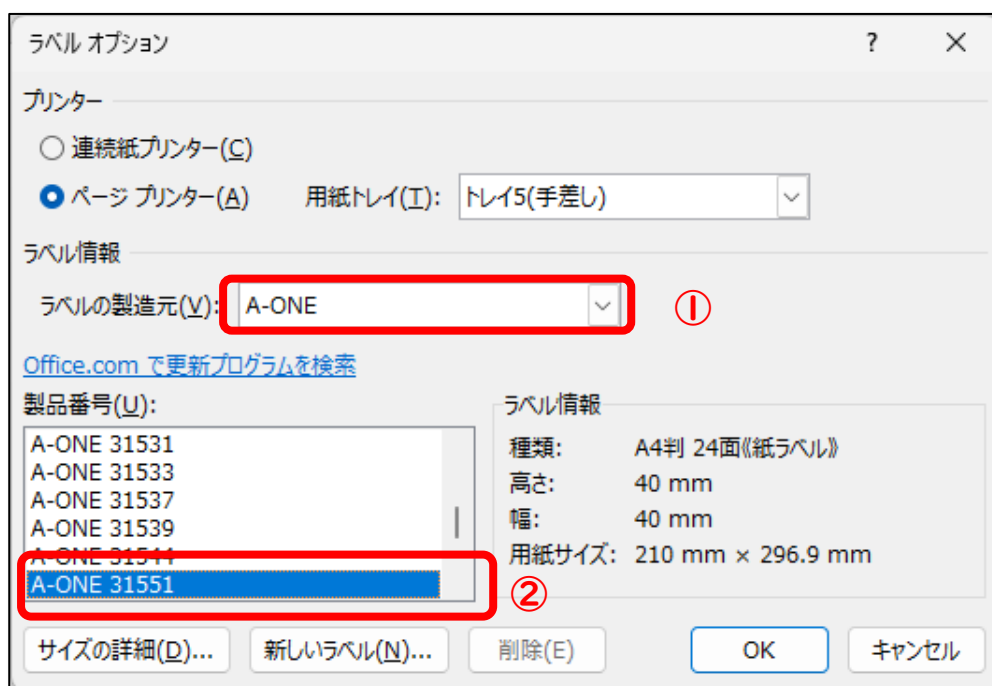 ラベル オプション ? ×
プリンター
連続紙プリンター(C)
ページ プリンター(A) 用紙トレイ(T): トレイ5(手差し)
ラベル情報
ラベルの製造元(V): A-ONE ①
Office.com で更新プログラムを検索
製品番号(U):
A-ONE 31531
A-ONE 31533
A-ONE 31537
A-ONE 31539
A-ONE 31544
A-ONE 31551 ②
ラベル情報
種類: A4判 24面《紙ラベル》
高さ: 40 mm
幅: 40 mm
用紙サイズ: 210 mm × 296.9 mm
サイズの詳細(D)... 新しいラベル(N)... 削除(E) OK キャンセル